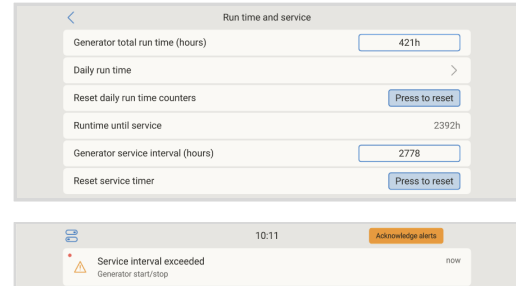 Run time and service
Generator total run time (hours) 421h
Daily run time
Reset daily run time counters Press to reset
Runtime until service 2392h
Generator service interval (hours) 2778
Reset service timer Press to reset
10:11 Acknowledge alerts
Service interval exceeded now
Generator start/stop